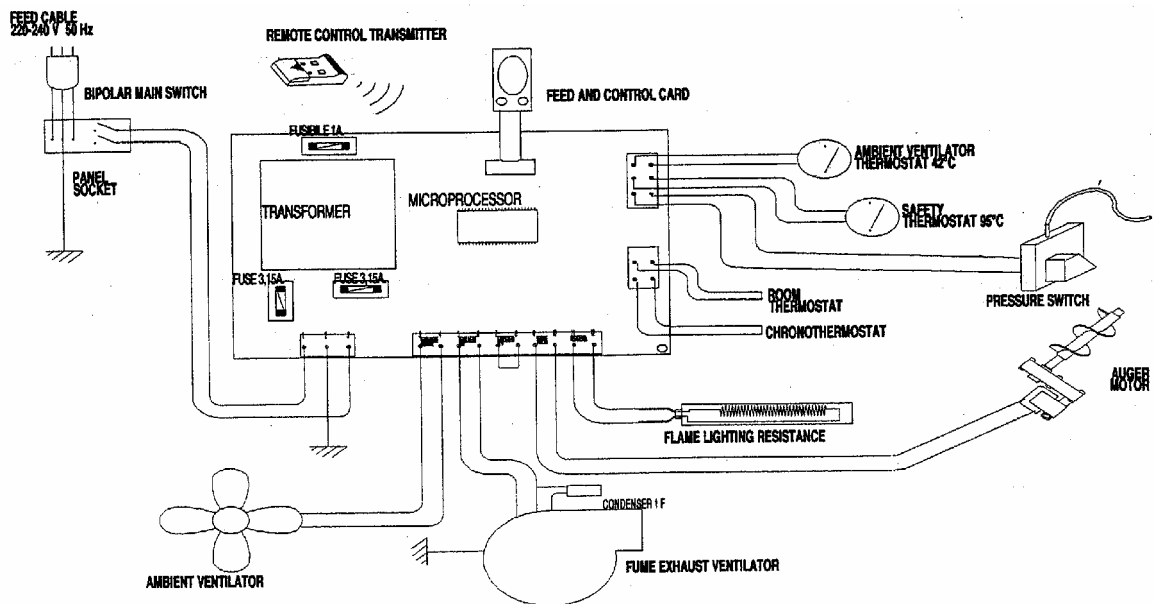 FEED CABLE
220-240 V 50 Hz
REMOTE CONTROL TRANSMITTER
BIPOLAR MAIN SWITCH
FEED AND CONTROL CARD
FUSIBILE 1A.
PANEL
SOCKET
TRANSFORMER
MICROPROCESSOR
AMBIENT VENTILATOR
THERMOSTAT 42°C
SAFETY
THERMOSTAT 95°C
FUSE 3,15A.
FUSE 3,15A.
ROOM
THERMOSTAT
PRESSURE SWITCH
CHRONOTHERMOSTAT
AUGER
MOTOR
FLAME LIGHTING RESISTANCE
CONDENSER 1 F
AMBIENT VENTILATOR
FUME EXHAUST VENTILATOR